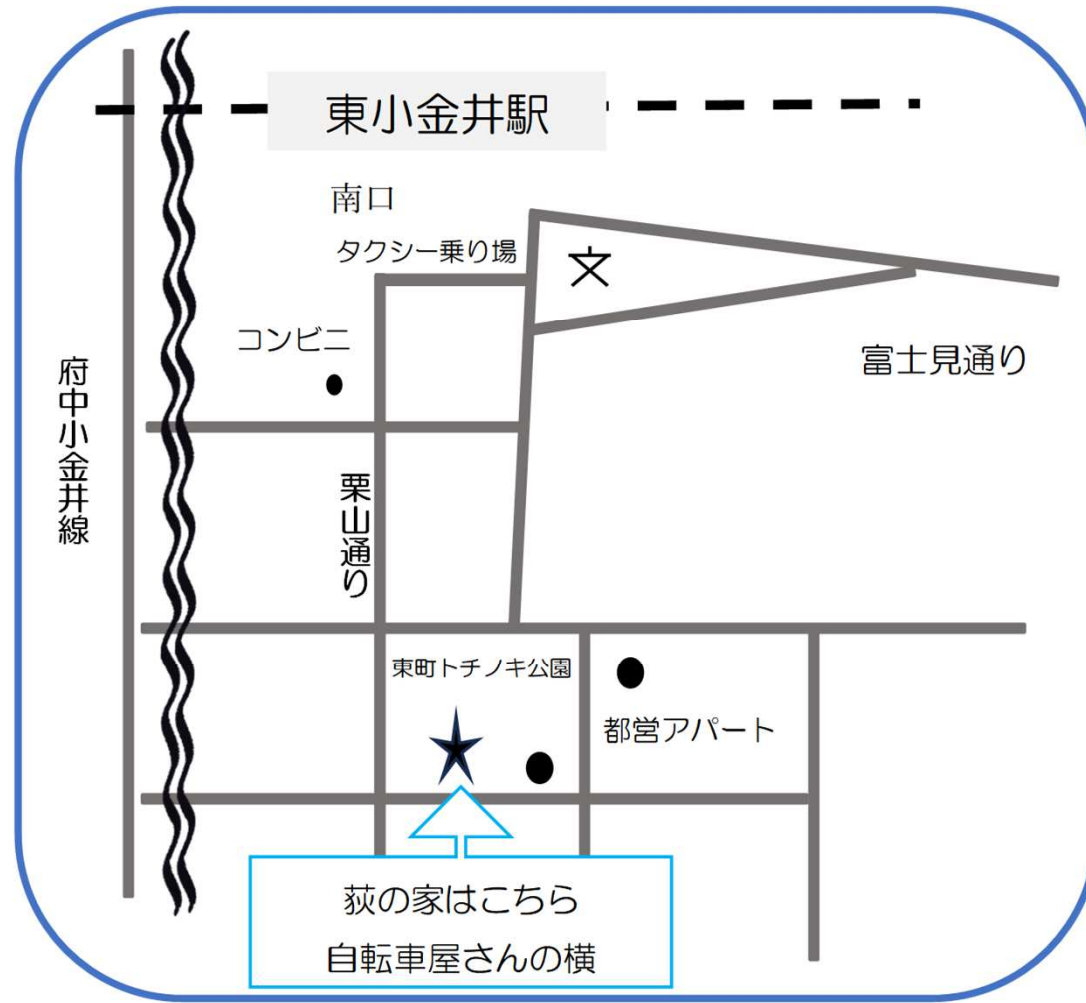 東小金井駅
南口
タクシー乗り場
コンビニ
富士見通り
府中小金井線
栗山通り
東町トチノキ公園
都営アパート
荻の家はこちら
自転車屋さんの横